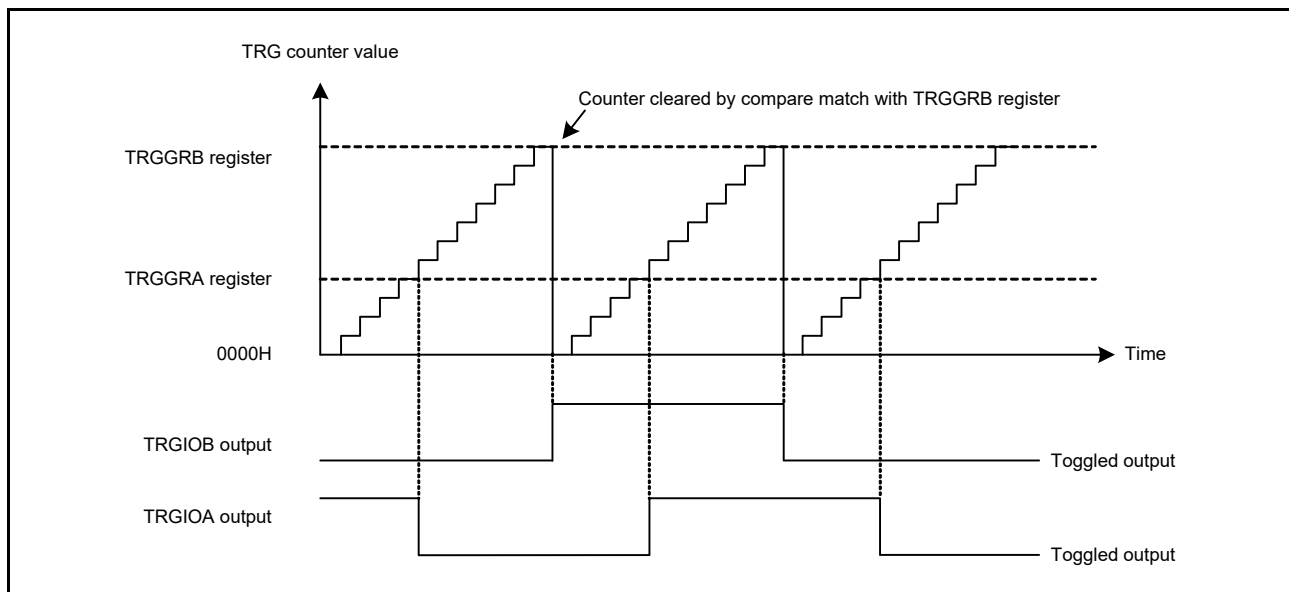 TRG counter value
Counter cleared by compare match with TRGGRB register
TRGGRB register
TRGGRA register
0000H
Time
TRGIOB output
Toggled output
TRGIOA output
Toggled output